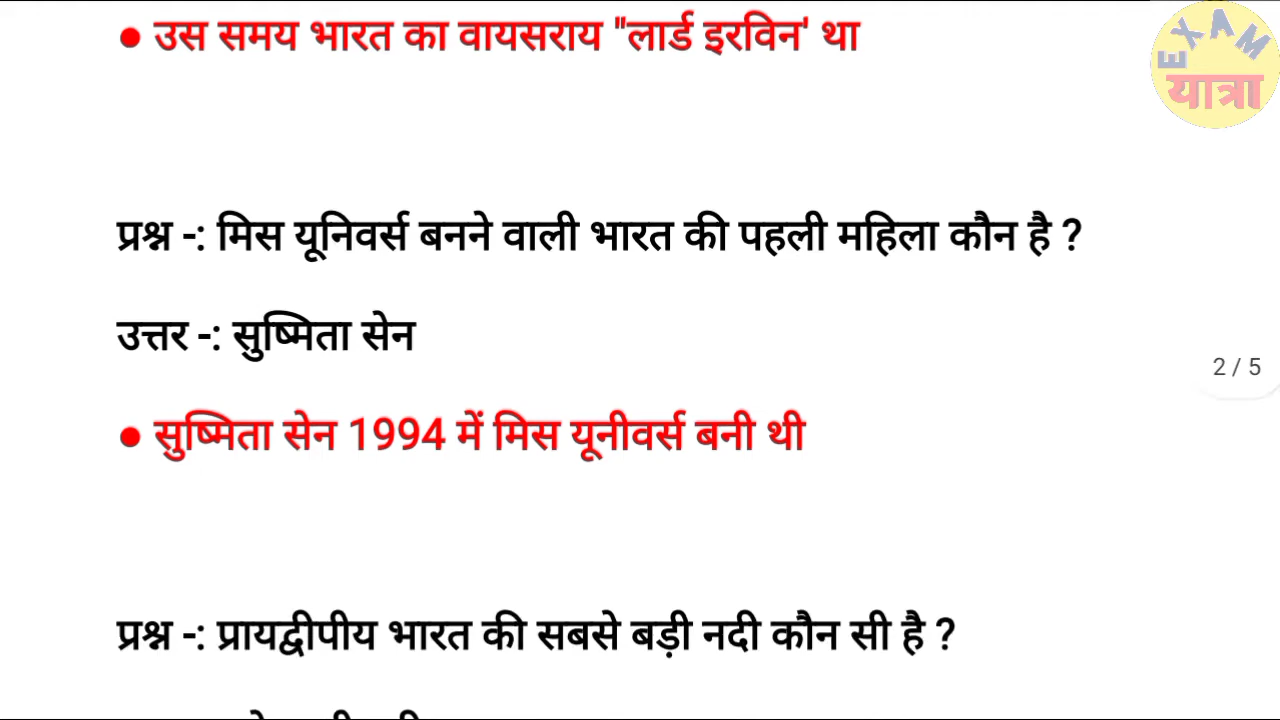 ● उस समय भारत का वायसराय "लार्ड इरविन' था
EXAM
यात्रा
प्रश्न -: मिस यूनिवर्स बनने वाली भारत की पहली महिला कौन है ?
उत्तर -: सुष्मिता सेन
2 / 5
● सुष्मिता सेन 1994 में मिस यूनीवर्स बनी थी
प्रश्न -: प्रायद्वीपीय भारत की सबसे बड़ी नदी कौन सी है ?